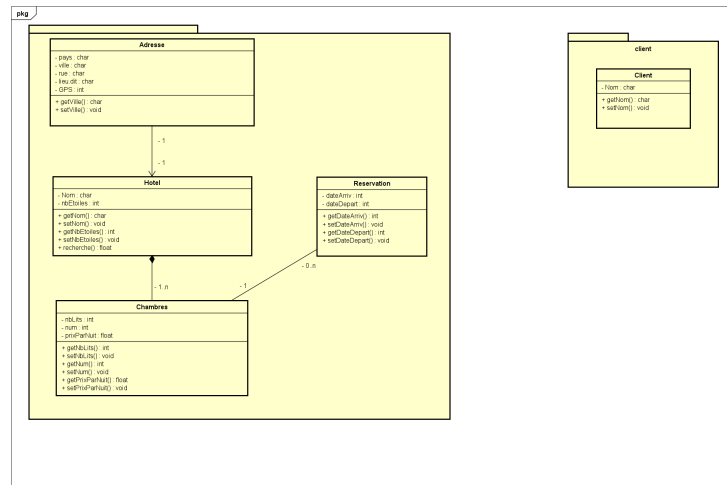 pkg
Adresse
- pays : char
- ville : char
- rue : char
- lieu.dit : char
- GPS : int
+ getVille() : char
+ setVille() : void
- 1
- 1
Hotel
- Nom : char
- nbEtoiles : int
+ getNom() : char
+ setNom() : void
+ getNbEtoiles() : int
+ setNbEtoiles() : void
+ recherche() : float
Reservation
- dateArriv : int
- dateDepart : int
+ getDateArriv() : int
+ setDateArriv() : void
+ getDateDepart() : int
+ setDateDepart() : void
- 0..n
- 1..n
- 1
Chambres
- nbLits : int
- num : int
- prixParNuit : float
+ getNbLits() : int
+ setNbLits() : void
+ getNum() : int
+ setNum() : void
+ getPrixParNuit() : float
+ setPrixParNuit() : void
client
Client
- Nom : char
+ getNom() : char
+ setNom() : void